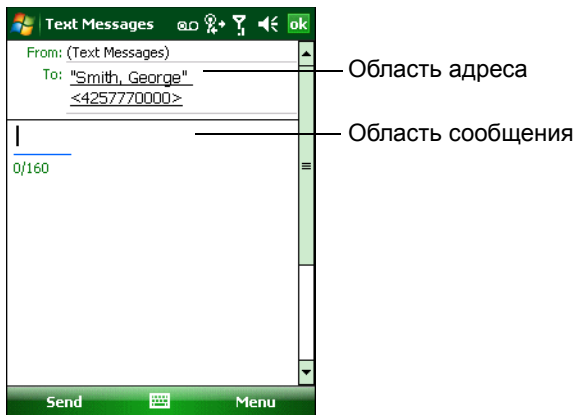 Text Messages ok
From: (Text Messages)
To: "Smith, George"
<4257770000>
Область адреса
Область сообщения
0/160
Send Menu